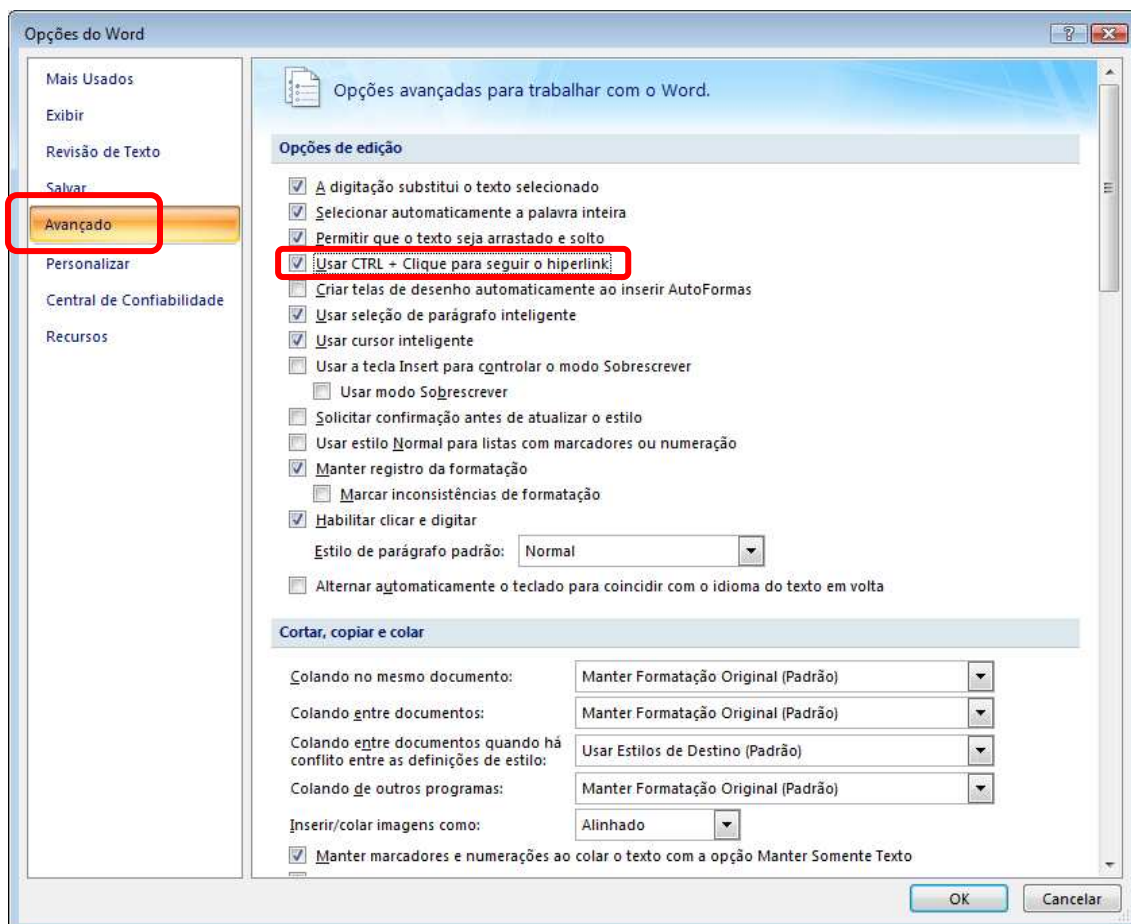 Opções do Word
Mais Usados
Exibir
Revisão de Texto
Salvar
Avançado
Personalizar
Central de Confiabilidade
Recursos
Opções avançadas para trabalhar com o Word.
Opções de edição
A digitação substitui o texto selecionado
Selecionar automaticamente a palavra inteira
Permitir que o texto seja arrastado e solto
Usar CTRL + Clique para seguir o hiperlink
Criar telas de desenho automaticamente ao inserir AutoFormas
Usar seleção de parágrafo inteligente
Usar cursor inteligente
Usar a tecla Insert para controlar o modo Sobrescrever
Usar modo Sobrescrever
Solicitar confirmação antes de atualizar o estilo
Usar estilo Normal para listas com marcadores ou numeração
Manter registro da formatação
Marcar inconsistências de formatação
Habilitar clicar e digitar
Estilo de parágrafo padrão: Normal
Alternar automaticamente o teclado para coincidir com o idioma do texto em volta
Cortar, copiar e colar
Colando no mesmo documento: Manter Formatação Original (Padrão)
Colando entre documentos: Manter Formatação Original (Padrão)
Colando entre documentos quando há
conflito entre as definições de estilo: Usar Estilos de Destino (Padrão)
Colando de outros programas: Manter Formatação Original (Padrão)
Inserir/colar imagens como: Alinhado
Manter marcadores e numerações ao colar o texto com a opção Manter Somente Texto
OK Cancelar